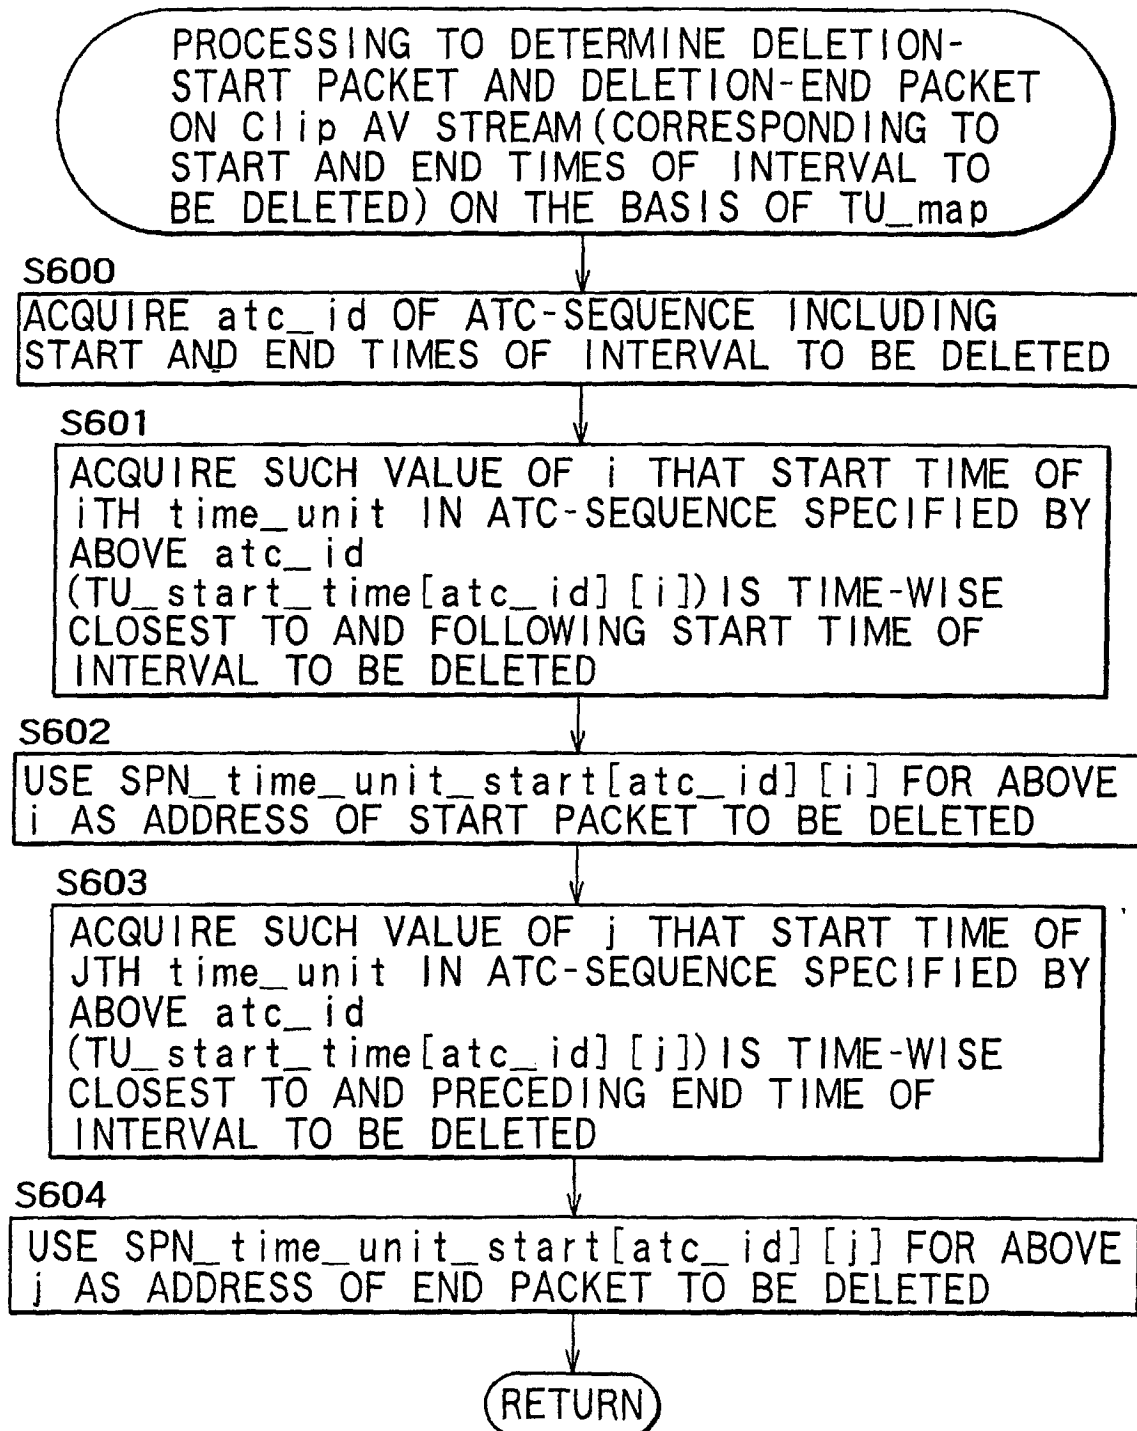 PROCESSING TO DETERMINE DELETION-
START PACKET AND DELETION-END PACKET
ON Clip AV STREAM(CORRESPONDING TO
START AND END TIMES OF INTERVAL TO
BE DELETED) ON THE BASIS OF TU_map
S600
ACQUIRE atc_id OF ATC-SEQUENCE INCLUDING
START AND END TIMES OF INTERVAL TO BE DELETED
S601
ACQUIRE SUCH VALUE OF i THAT START TIME OF
iTH time_unit IN ATC-SEQUENCE SPECIFIED BY
ABOVE atc_id
(TU_start_time[atc_id][i])IS TIME-WISE
CLOSEST TO AND FOLLOWING START TIME OF
INTERVAL TO BE DELETED
S602
USE SPN_time_unit_start[atc_id][i] FOR ABOVE
i AS ADDRESS OF START PACKET TO BE DELETED
S603
ACQUIRE SUCH VALUE OF j THAT START TIME OF
JTH time_unit IN ATC-SEQUENCE SPECIFIED BY
ABOVE atc_id
(TU_start_time[atc_id][j])IS TIME-WISE
CLOSEST TO AND PRECEDING END TIME OF
INTERVAL TO BE DELETED
S604
USE SPN_time_unit_start[atc_id][j] FOR ABOVE
j AS ADDRESS OF END PACKET TO BE DELETED
RETURN